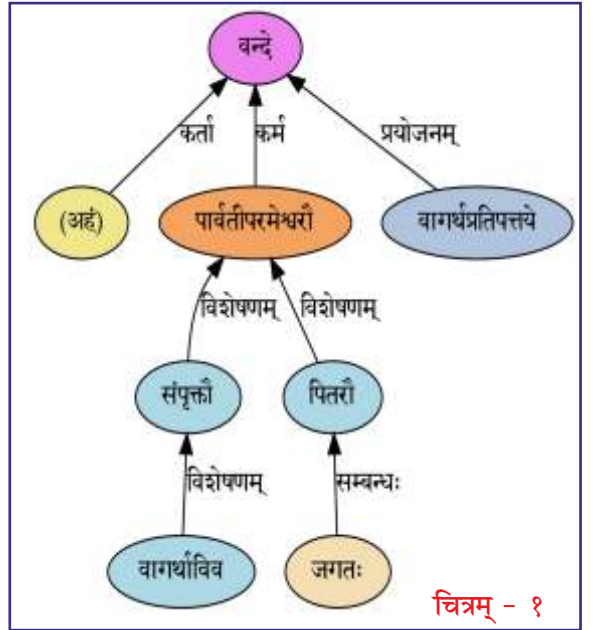 वन्दे
कर्ता कर्म प्रयोजनम्
(अहं) पार्वतीपरमेश्वरौ वागर्थप्रतिपत्तये
विशेषणम् विशेषणम्
संपृक्तौ पितरौ
विशेषणम् सम्बन्धः
वागर्थाविव जगतः
चित्रम् - १